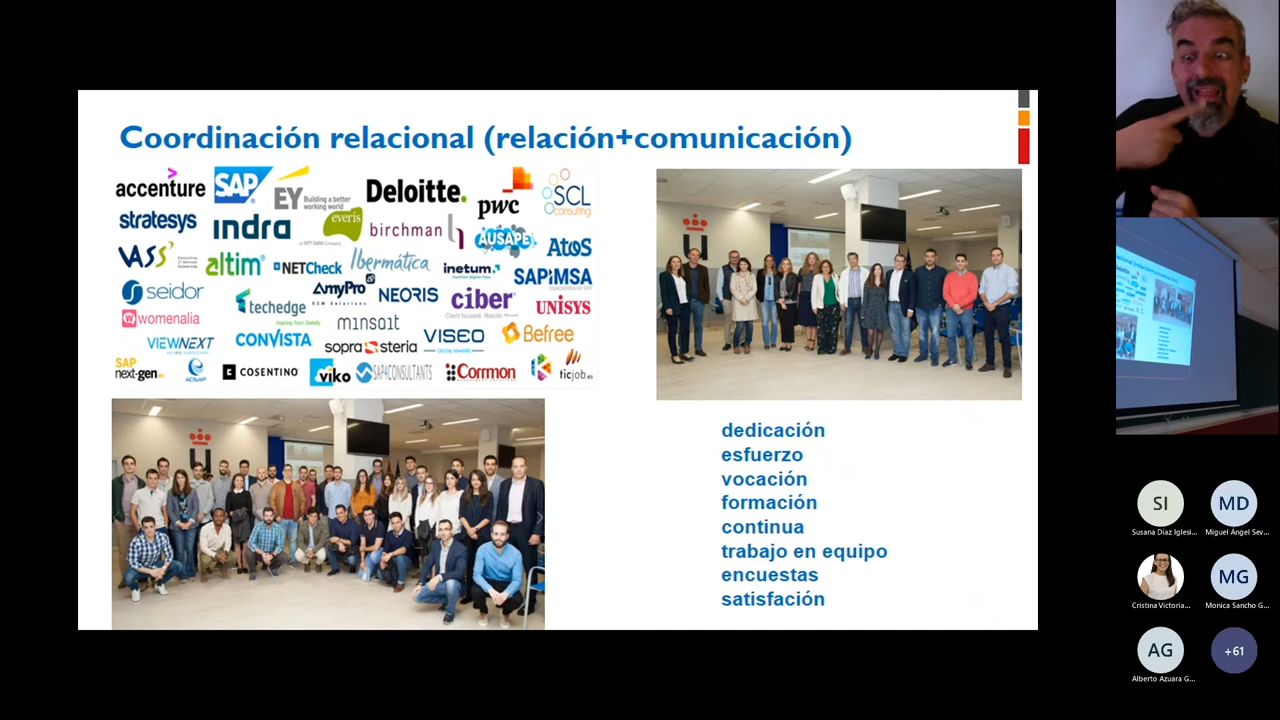 Coordinación relacional (relación+comunicación)
accenture
SAP
EY
Building a better
working world
Deloitte.
pwc
SCL
consulting
stratesys
indra
everis
birchman
AUSAPE
Atos
VASS
altim
NETCheck
Ibermática
inetum.
SAPiMSA
seidor
techedge
AmyPro
NEORIS
ciber
UNISYS
womenalia
minsait
VIEWNEXT
CONVISTA
sopra steria
VISEO
Befree
SAP
next-gen
COSENTINO
viko
SAP4CONSULTANTS
Common
ticjob.es
dedicación
esfuerzo
vocación
formación
continua
trabajo en equipo
encuestas
satisfacción
SI
Susana Díaz Iglesi...
MD
Miguel Ángel Sev...
Cristina Victoria...
MG
Monica Sancho G...
AG
Alberto Azuara G...
+61